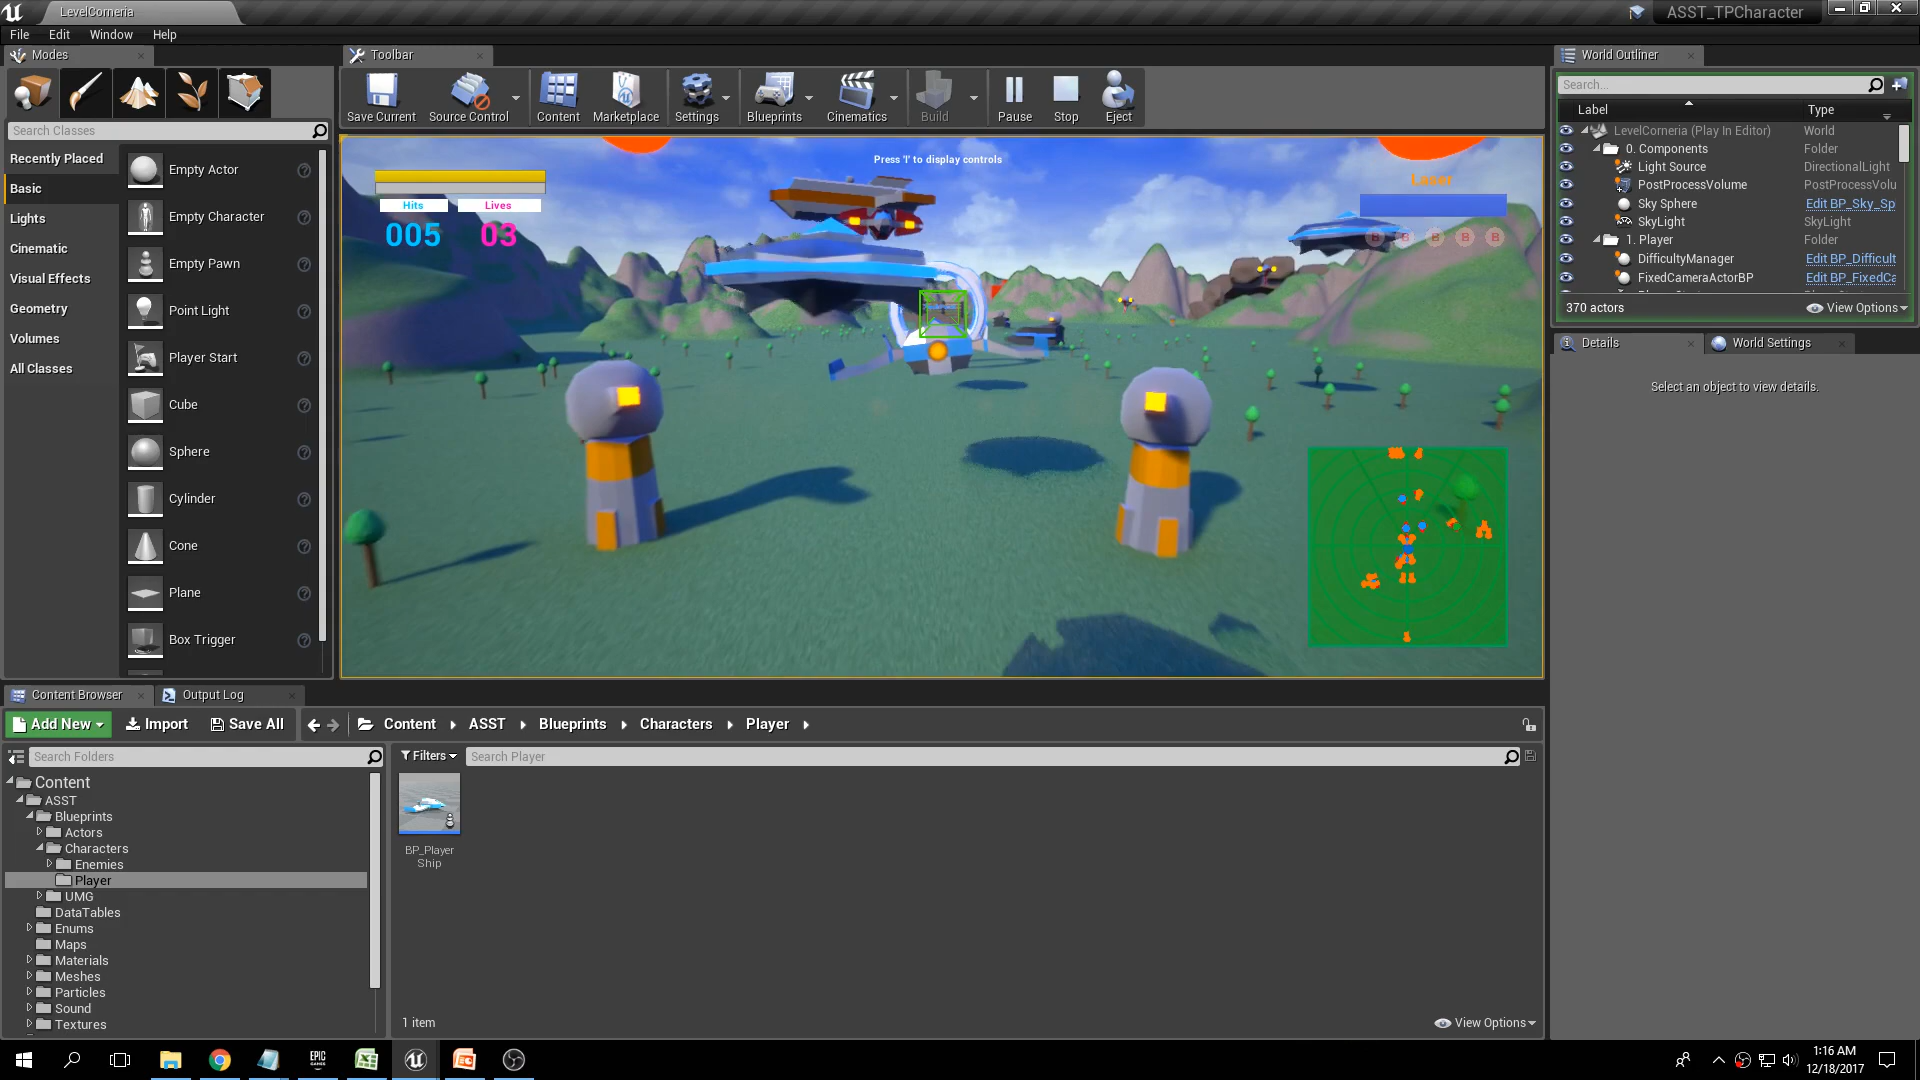 LevelCorneria
ASST_TPCharacter
File Edit Window Help
Modes
Toolbar
World Outliner
Save Current
Source Control
Content
Marketplace
Settings
Blueprints
Cinematics
Build
Pause
Stop
Eject
Search Classes
Recently Placed
Basic
Lights
Cinematic
Visual Effects
Geometry
Volumes
All Classes
Empty Actor
Empty Character
Empty Pawn
Point Light
Player Start
Cube
Sphere
Cylinder
Cone
Plane
Box Trigger
Press 'I' to display controls
Hits Lives
005 03
Laser
B B B B B
Search...
Label Type
LevelCorneria (Play In Editor) World
0. Components Folder
Light Source DirectionalLight
PostProcessVolume PostProcessVolu
Sky Sphere Edit BP_Sky_Sp
SkyLight SkyLight
1. Player Folder
DifficultyManager Edit BP_Difficult
FixedCameraActorBP Edit BP_FixedCa
370 actors View Options
Details World Settings
Select an object to view details.
Content Browser Output Log
Add New Import Save All Content ASST Blueprints Characters Player
Search Folders
Filters Search Player
Content
ASST
Blueprints
Actors
Characters
Enemies
Player
UMG
DataTables
Enums
Maps
Materials
Meshes
Particles
Sound
Textures
BP_Player
Ship
1 item View Options
EPIC
GAMES
1:16 AM
12/18/2017